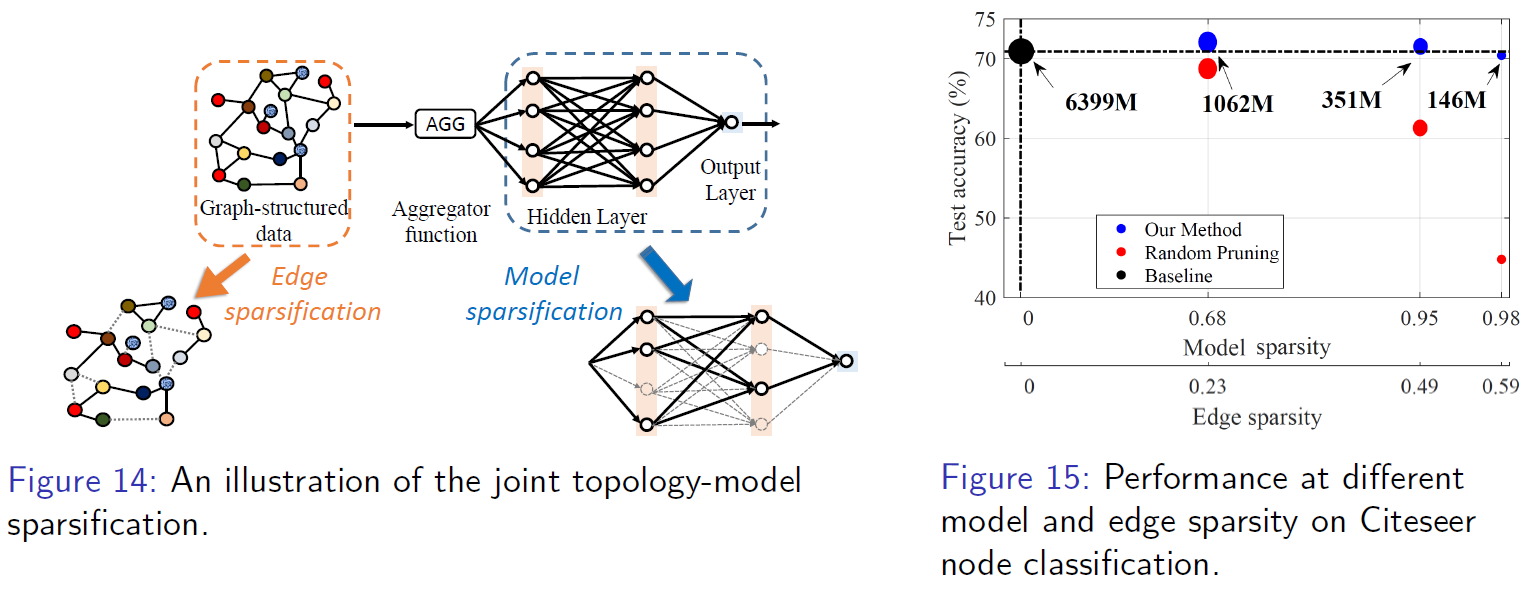 Graph-structured
data
AGG
Aggregator
function
Hidden Layer
Output
Layer
Edge
sparsification
Model
sparsification
Figure 14: An illustration of the joint topology-model
sparsification.
75
70
60
50
40
Test accuracy (%)
6399M
1062M
351M
146M
Our Method
Random Pruning
Baseline
0 0.68 0.95 0.98
Model sparsity
0 0.23 0.49 0.59
Edge sparsity
Figure 15: Performance at different
model and edge sparsity on Citeseer
node classification.